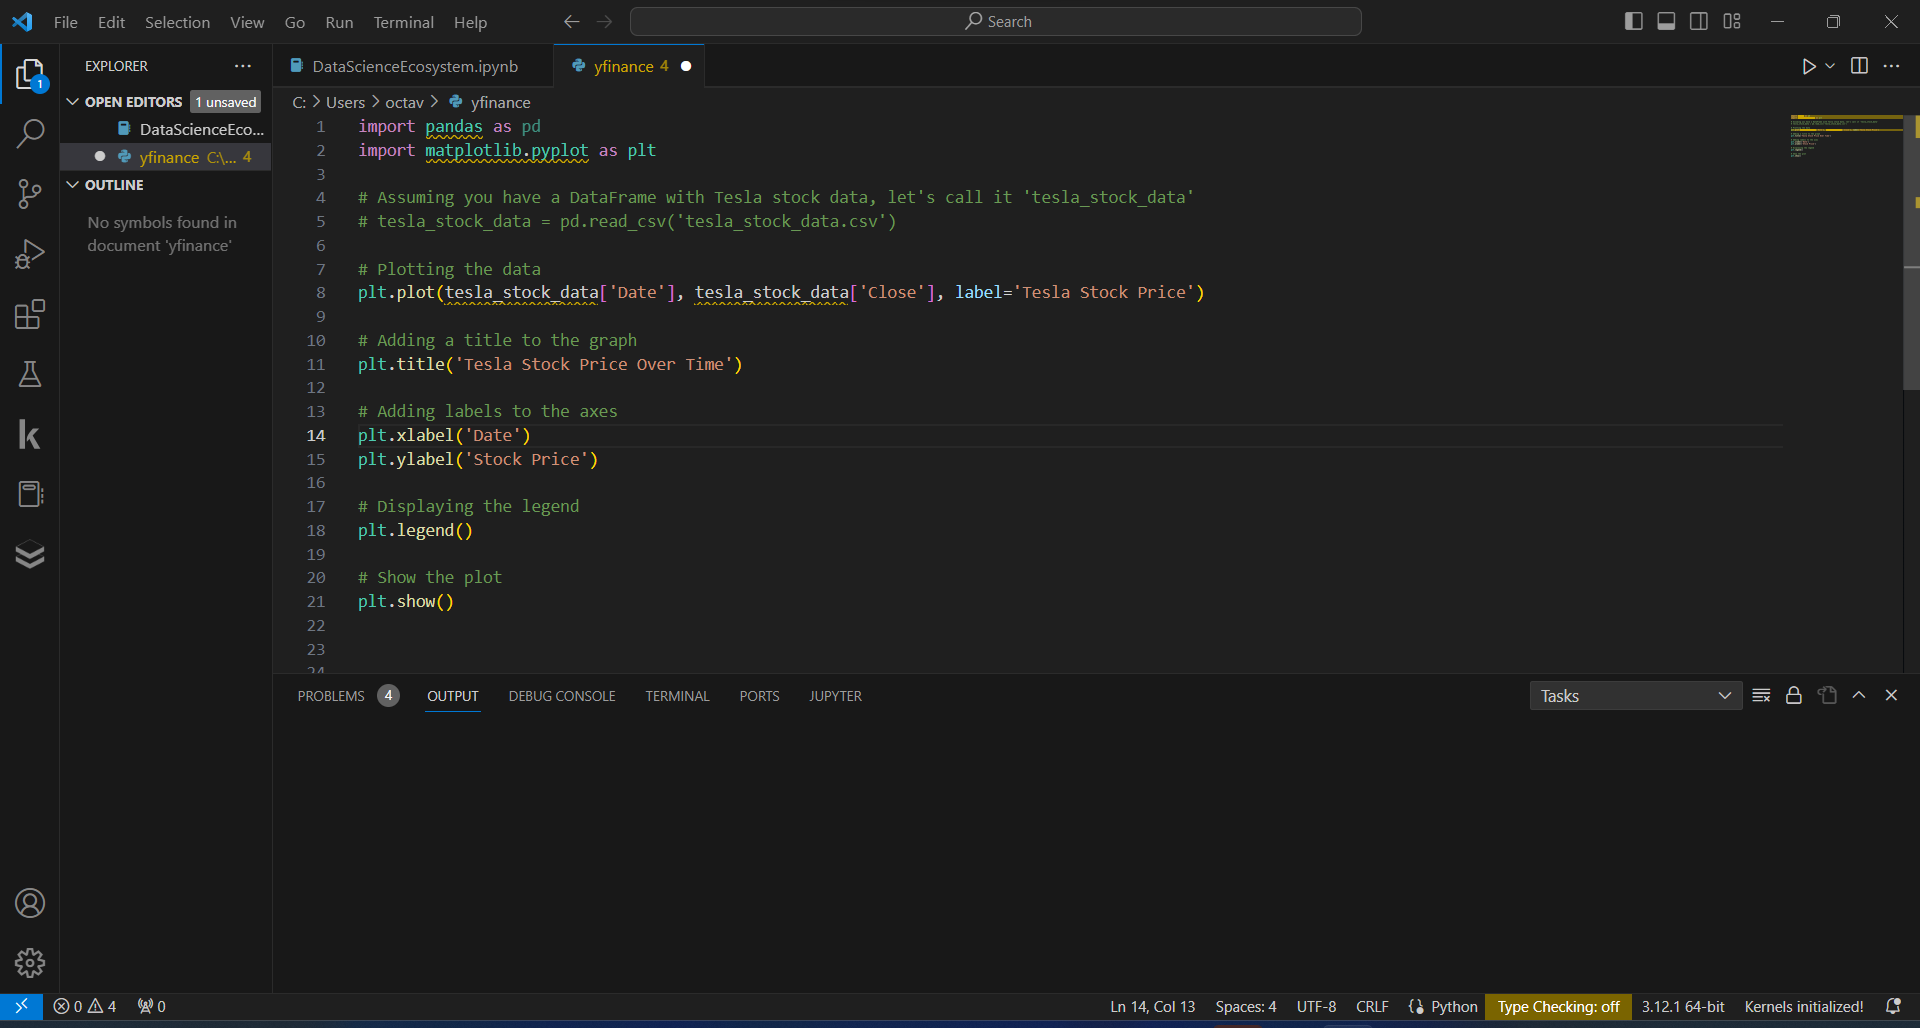 File Edit Selection View Go Run Terminal Help
Search
EXPLORER
OPEN EDITORS 1 unsaved
DataScienceEco...
yfinance C:\... 4
OUTLINE
No symbols found in
document 'yfinance'
1
DataScienceEcosystem.ipynb
yfinance 4
C: > Users > octav > yfinance
1 import pandas as pd
2 import matplotlib.pyplot as plt
3
4 # Assuming you have a DataFrame with Tesla stock data, let's call it 'tesla_stock_data'
5 # tesla_stock_data = pd.read_csv('tesla_stock_data.csv')
6
7 # Plotting the data
8 plt.plot(tesla_stock_data['Date'], tesla_stock_data['Close'], label='Tesla Stock Price')
9
10 # Adding a title to the graph
11 plt.title('Tesla Stock Price Over Time')
12
13 # Adding labels to the axes
14 plt.xlabel('Date')
15 plt.ylabel('Stock Price')
16
17 # Displaying the legend
18 plt.legend()
19
20 # Show the plot
21 plt.show()
22
23
24
PROBLEMS 4 OUTPUT DEBUG CONSOLE TERMINAL PORTS JUPYTER
Tasks
0 4 0
Ln 14, Col 13 Spaces: 4 UTF-8 CRLF Python Type Checking: off 3.12.1 64-bit Kernels initialized!